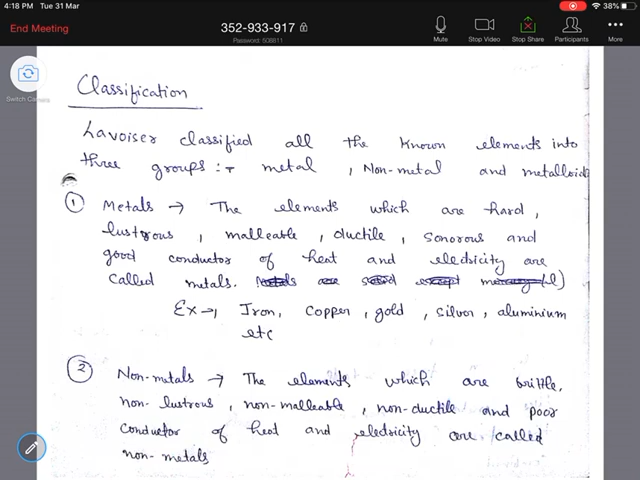 4:18 PM Tue 31 Mar
38%
End Meeting
352-933-917
Password: 508811
Mute
Stop Video
Stop Share
Participants
More
Switch Camera
Classification
Lavoiser classified all the known elements into
three groups :- metal , Non-metal and metalloid
① Metals → The elements which are hard,
lustrous , malleable , ductile , sonorous and
good conductor of heat and electricity are
called metals.
Ex→ Iron, copper, gold , silver , aluminium
etc
② Non-metals → The elements which are brittle,
non-lustrous , non-malleable , non-ductile and poor
conductor of heat and electricity are called
non-metals